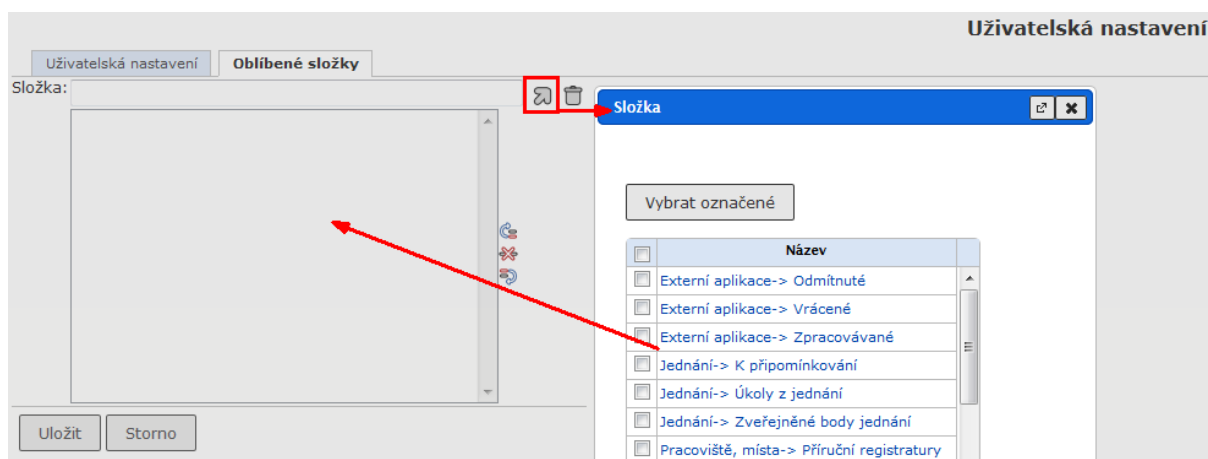 Uživatelská nastavení
Uživatelská nastavení
Oblíbené složky
Složka:
Složka
Vybrat označené
Název
Externí aplikace-> Odmítnuté
Externí aplikace-> Vrácené
Externí aplikace-> Zpracovávané
Jednání-> K připomínkování
Jednání-> Úkoly z jednání
Jednání-> Zveřejněné body jednání
Pracoviště, místa-> Příruční registratury
Uložit
Storno